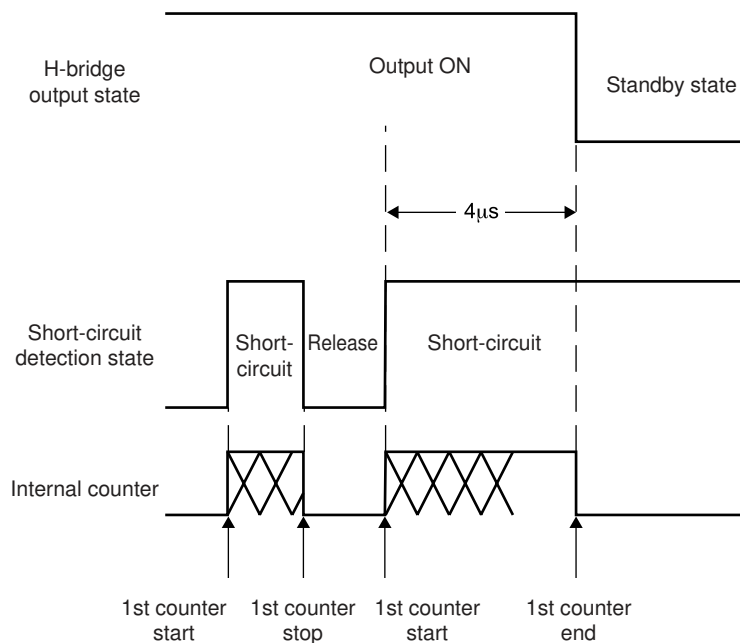 H-bridge
output state
Output ON
Standby state
4μs
Short-circuit
detection state
Short-
circuit
Release
Short-circuit
Internal counter
1st counter
start
1st counter
stop
1st counter
start
1st counter
end